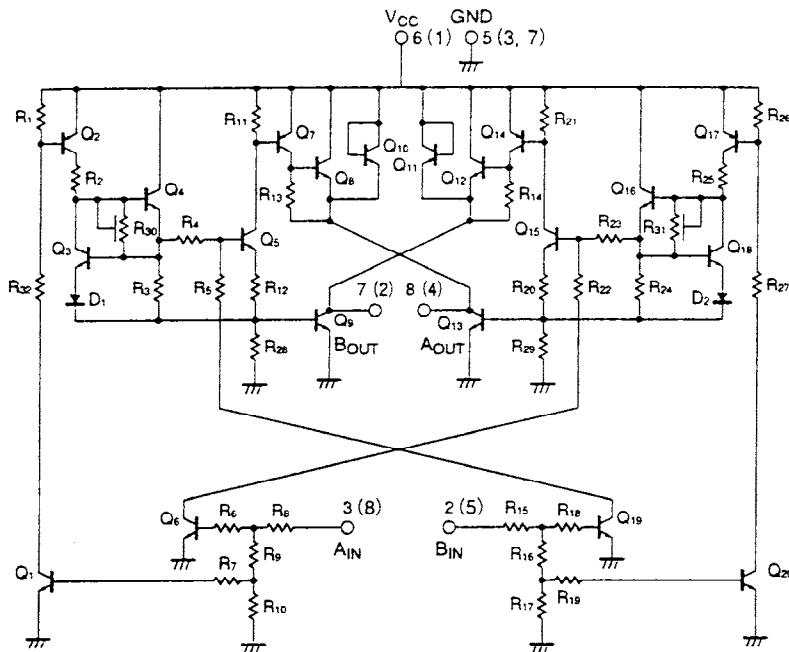 VCC GND
6 (1) 5 (3, 7)
R1 Q2 R11 Q7 Q10 Q14 R21 Q17 R26
Q4 Q8 Q11 Q12 Q16
R2 R13 R14 R25
Q3 R30 R4 Q5 Q15 R23 R31 Q18
R32 D1 R3 R5 R12 R20 R22 R24 D2 R27
7 (2) 8 (4)
Q9 Q13
R28 BOUT AOUT R29
Q6 R6 R8 3 (8) 2 (5) R15 R18 Q19
AIN BIN
R9 R16
Q1 R7 R19 Q20
R10 R17